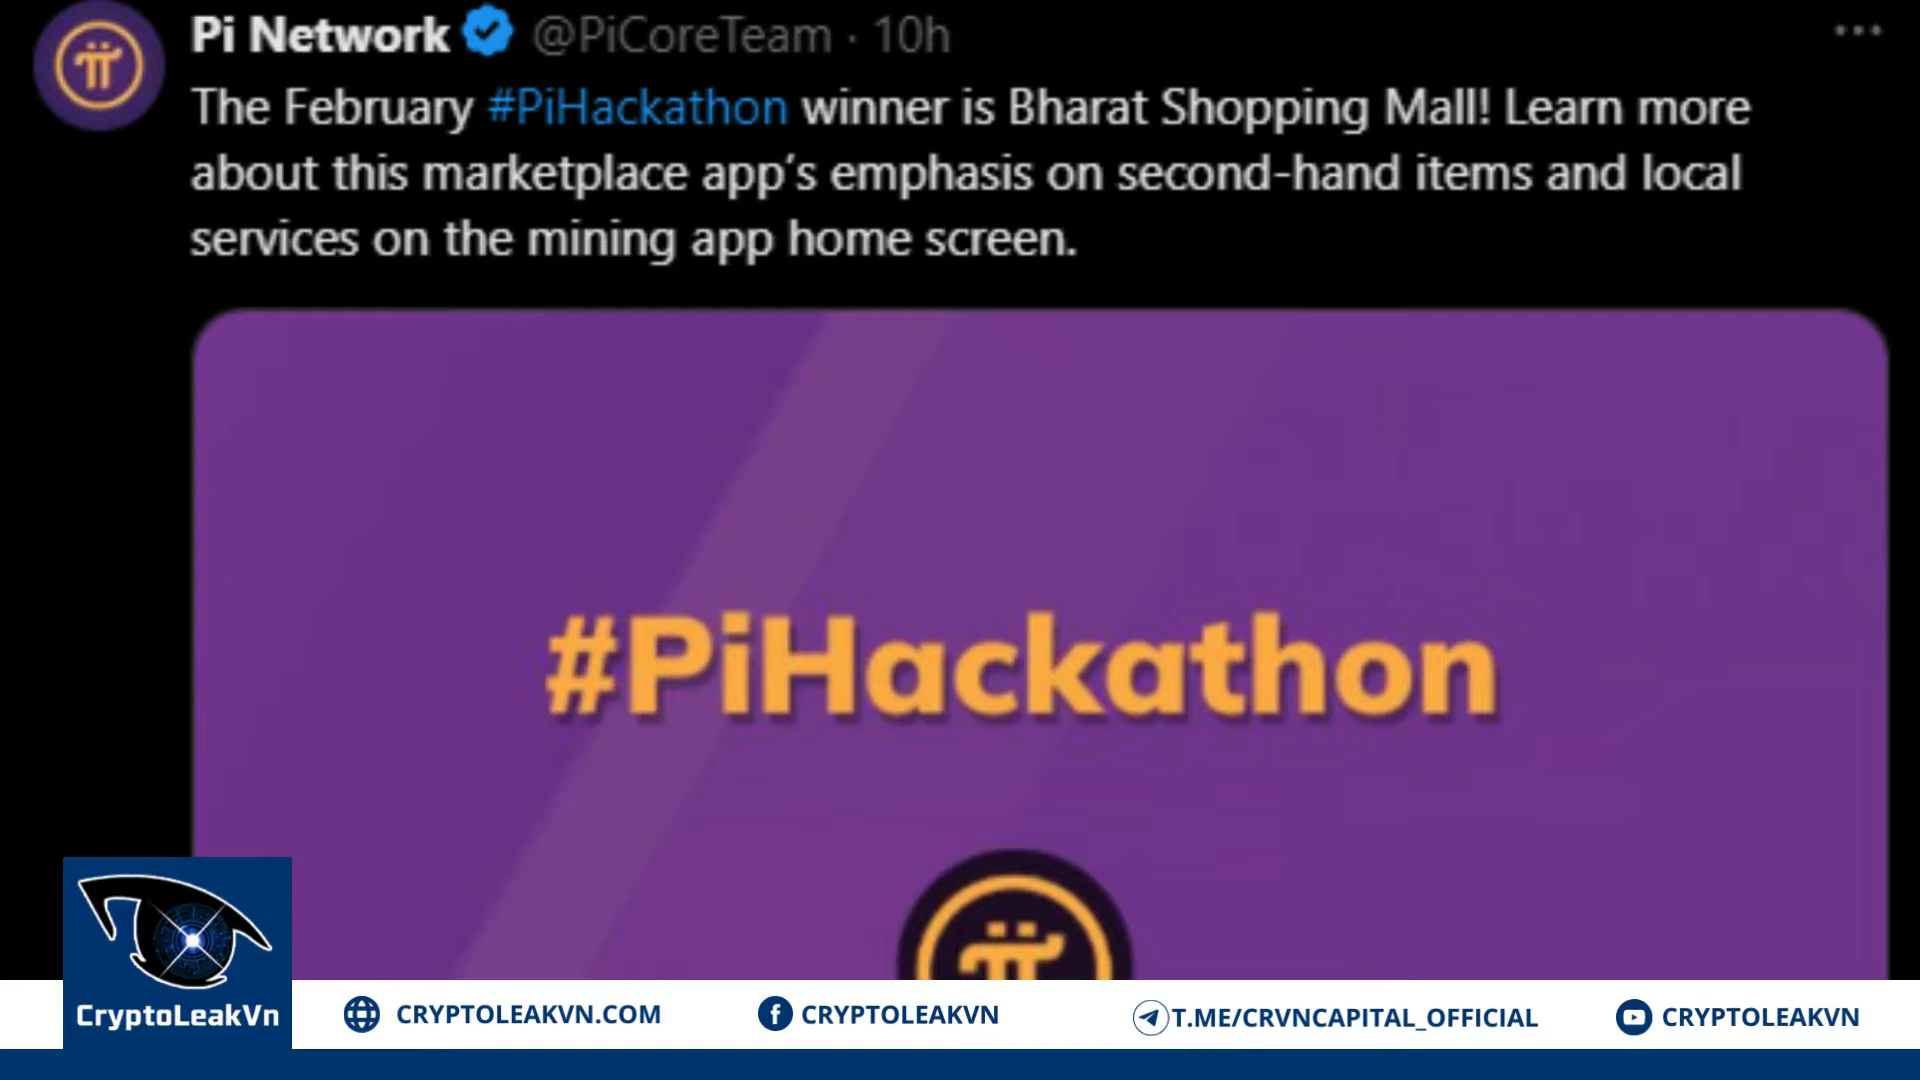 Pi Network @PiCoreTeam · 10h
The February #PiHackathon winner is Bharat Shopping Mall! Learn more
about this marketplace app's emphasis on second-hand items and local
services on the mining app home screen.
#PiHackathon
CryptoLeakVn
CRYPTOLEAKVN.COM
CRYPTOLEAKVN
T.ME/CRVNCAPITAL_OFFICIAL
CRYPTOLEAKVN